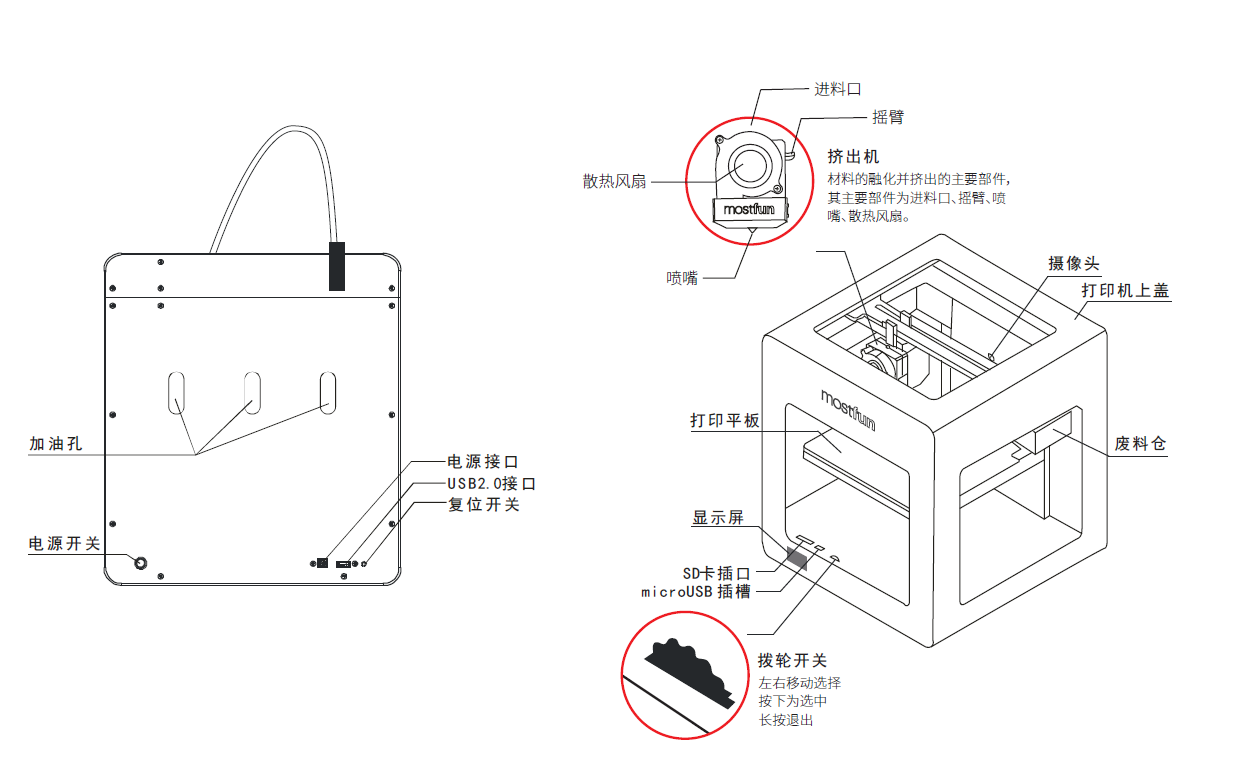 进料口
摇臂
散热风扇
mostfun
喷嘴
挤出机
材料的融化并挤出的主要部件，
其主要部件为进料口、摇臂、喷
嘴、散热风扇。
摄像头
打印机上盖
mostfun
打印平板
废料仓
加油孔
电源接口
USB2.0接口
复位开关
电源开关
显示屏
SD卡插口
microUSB 插槽
拨轮开关
左右移动选择
按下为选中
长按退出